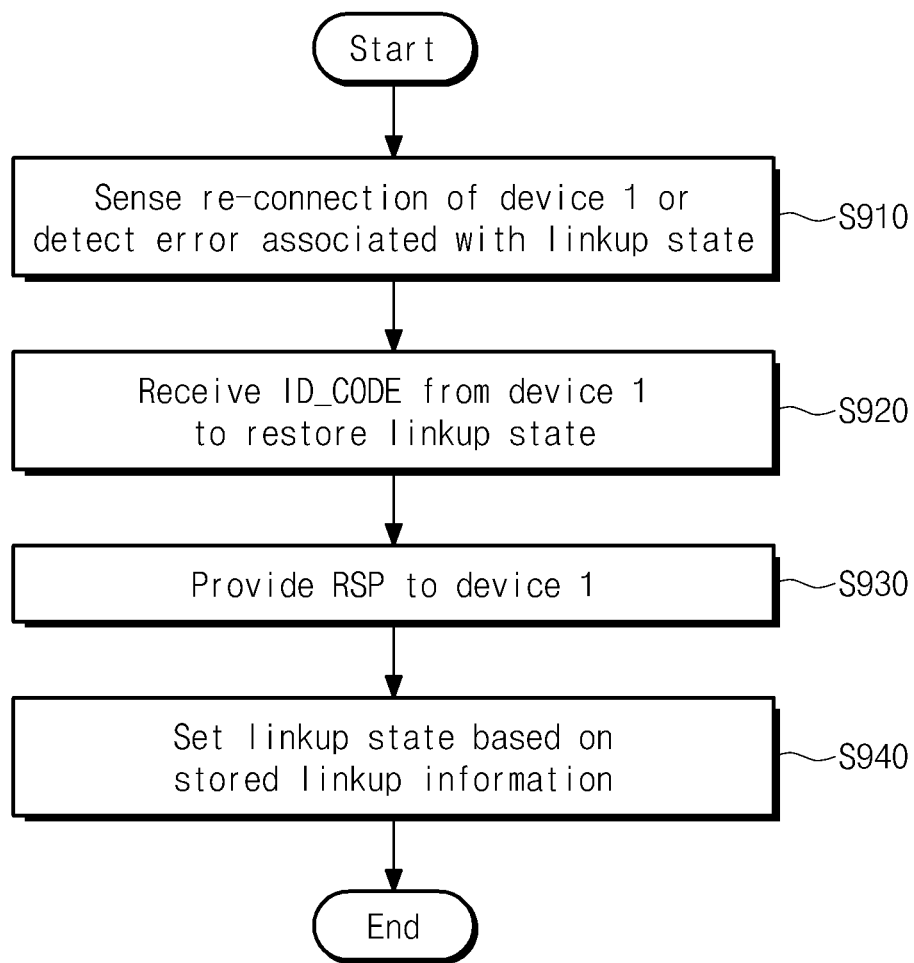 Start
Sense re-connection of device 1 or
detect error associated with linkup state
S910
Receive ID_CODE from device 1
to restore linkup state
S920
Provide RSP to device 1
S930
Set linkup state based on
stored linkup information
S940
End